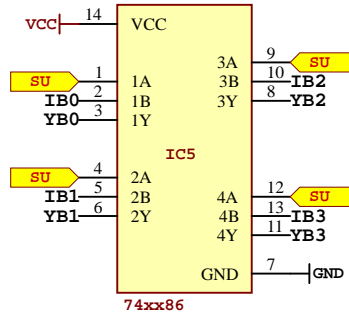 VCC 14 VCC
9 SU
3A
SU 1 1A
3B 10 IB2
IB0 2 1B
3Y 8 YB2
YB0 3 1Y
IC5
SU 4 2A
4A 12 SU
IB1 5 2B
4B 13 IB3
YB1 6 2Y
4Y 11 YB3
GND 7 GND
74xx86